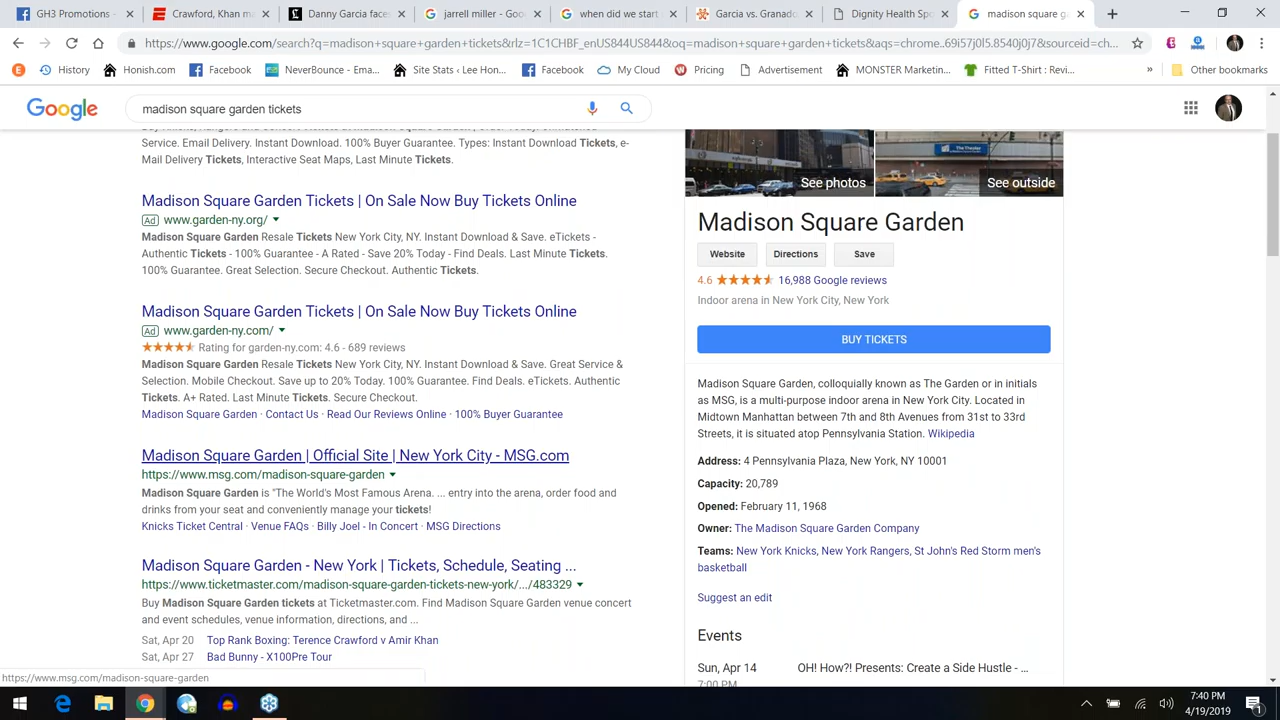 GH3 Promotions -
Crawford, Khan m
Danny Garcia face
jarrell miller - Goo
when did we start
Garcia vs. Granado
Dignity Health Spo
madison square ga
https://www.google.com/search?q=madison+square+garden+tickets&rlz=1C1CHBF_enUS844US844&oq=madison+square+garden+tickets&aqs=chrome..69i57j0l5.8540j0j7&sourceid=ch...
History
Honish.com
Facebook
NeverBounce - Ema...
Site Stats ‹ Lee Hon...
Facebook
My Cloud
Pricing
Advertisement
MONSTER Marketin...
Fitted T-Shirt : Revi...
»
Other bookmarks
Google
madison square garden tickets
Service. Email Delivery. Instant Download. 100% Buyer Guarantee. Types: Instant Download Tickets, e-
Mail Delivery Tickets, Interactive Seat Maps, Last Minute Tickets.
Madison Square Garden Tickets | On Sale Now Buy Tickets Online
Ad www.garden-ny.org/
Madison Square Garden Resale Tickets New York City, NY. Instant Download & Save. eTickets -
Authentic Tickets - 100% Guarantee - A Rated - Save 20% Today - Find Deals. Last Minute Tickets.
100% Guarantee. Great Selection. Secure Checkout. Authentic Tickets.
Madison Square Garden Tickets | On Sale Now Buy Tickets Online
Ad www.garden-ny.com/
Rating for garden-ny.com: 4.6 - 689 reviews
Madison Square Garden Resale Tickets New York City, NY. Instant Download & Save. Great Service &
Selection. Mobile Checkout. Save up to 20% Today. 100% Guarantee. Find Deals. eTickets. Authentic
Tickets. A+ Rated. Last Minute Tickets. Secure Checkout.
Madison Square Garden · Contact Us · Read Our Reviews Online · 100% Buyer Guarantee
Madison Square Garden | Official Site | New York City - MSG.com
https://www.msg.com/madison-square-garden
Madison Square Garden is "The World's Most Famous Arena. ... entry into the arena, order food and
drinks from your seat and conveniently manage your tickets!
Knicks Ticket Central · Venue FAQs · Billy Joel - In Concert · MSG Directions
Madison Square Garden - New York | Tickets, Schedule, Seating ...
https://www.ticketmaster.com/madison-square-garden-tickets-new-york/.../483329
Buy Madison Square Garden tickets at Ticketmaster.com. Find Madison Square Garden venue concert
and event schedules, venue information, directions, and ...
Sat, Apr 20 Top Rank Boxing: Terence Crawford v Amir Khan
Sat, Apr 27 Bad Bunny - X100Pre Tour
https://www.msg.com/madison-square-garden
See photos
See outside
Madison Square Garden
Website
Directions
Save
4.6 16,988 Google reviews
Indoor arena in New York City, New York
BUY TICKETS
Madison Square Garden, colloquially known as The Garden or in initials
as MSG, is a multi-purpose indoor arena in New York City. Located in
Midtown Manhattan between 7th and 8th Avenues from 31st to 33rd
Streets, it is situated atop Pennsylvania Station. Wikipedia
Address: 4 Pennsylvania Plaza, New York, NY 10001
Capacity: 20,789
Opened: February 11, 1968
Owner: The Madison Square Garden Company
Teams: New York Knicks, New York Rangers, St John's Red Storm men's
basketball
Suggest an edit
Events
Sun, Apr 14 OH! How?! Presents: Create a Side Hustle - ...
7:00 PM
7:40 PM
4/19/2019